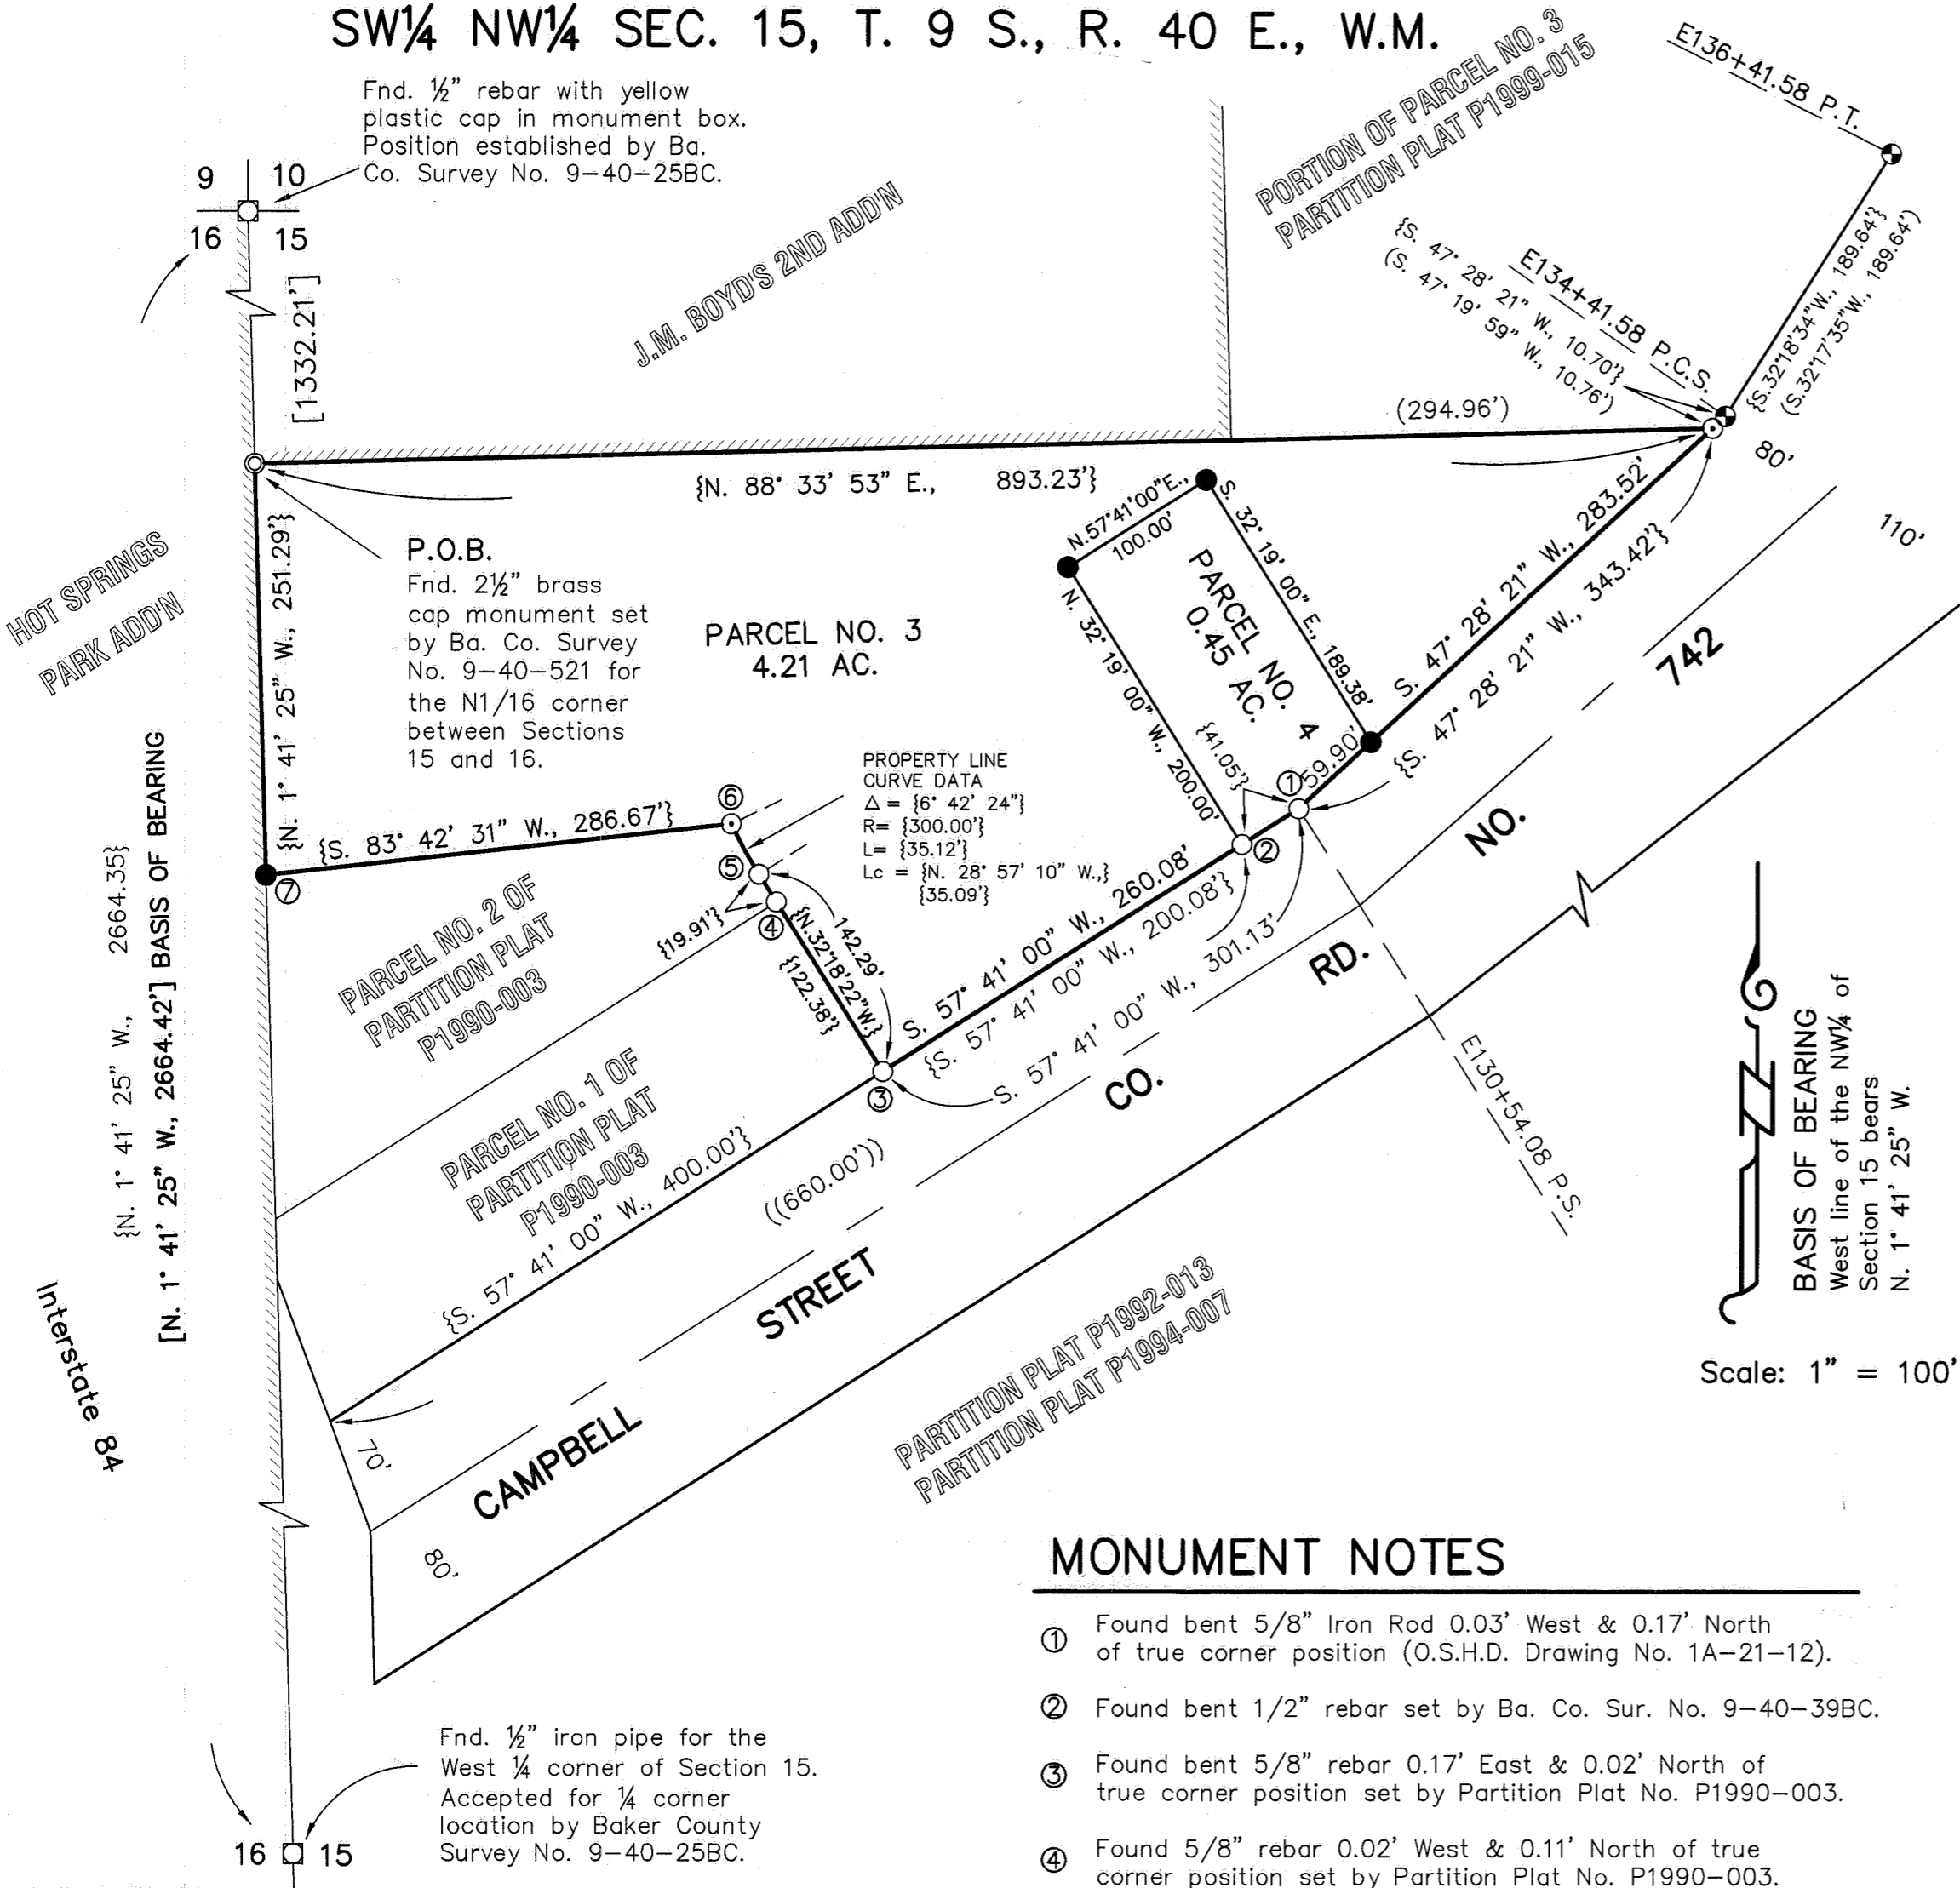 SW¼ NW¼ SEC. 15, T. 9 S., R. 40 E., W.M.
Fnd. ½" rebar with yellow
plastic cap in monument box.
Position established by Ba.
Co. Survey No. 9-40-25BC.
9 10
16 15
[1332.21']
J.M. BOYD'S 2ND ADD'N
PORTION OF PARCEL NO. 3
PARTITION PLAT P1999-015
E136+41.58 P.T.
E134+41.58 P.C.S.
{S. 47° 28' 21" W., 10.70'}
(S. 47° 19' 59" W., 10.76')
{S.32°18'34"W., 189.64'}
(S.32°17'35"W., 189.64')
(294.96')
{N. 88° 33' 53" E., 893.23'}
80'
110'
HOT SPRINGS
PARK ADD'N
{N. 1° 41' 25" W., 251.29'}
P.O.B.
Fnd. 2½" brass
cap monument set
by Ba. Co. Survey
No. 9-40-521 for
the N1/16 corner
between Sections
15 and 16.
PARCEL NO. 3
4.21 AC.
N.57°41'00"E.,
100.00'
S. 32° 19' 00" E., 189.38'
PARCEL NO. 4
0.45 AC.
N. 32° 19' 00" W., 200.00'
{41.05'}
59.90'
S. 47° 28' 21" W., 283.52'
{S. 47° 28' 21" W., 343.42'}
①
②
PROPERTY LINE
CURVE DATA
Δ = {6° 42' 24"}
R= {300.00'}
L= {35.12'}
Lc = {N. 28° 57' 10" W.,}
{35.09'}
⑥
{S. 83° 42' 31" W., 286.67'}
⑤
⑦
④
{19.91'}
142.29'
{N.32°18'22"W.}
{122.38'}
③
S. 57° 41' 00" W., 260.08'
{S. 57° 41' 00" W., 200.08'}
S. 57° 41' 00" W., 301.13'
PARCEL NO. 2 OF
PARTITION PLAT
P1990-003
PARCEL NO. 1 OF
PARTITION PLAT
P1990-003
{S. 57° 41' 00" W., 400.00'}
((660.00'))
{N. 1° 41' 25" W., 2664.35}
[N. 1° 41' 25" W., 2664.42'] BASIS OF BEARING
Interstate 84
70'
80'
CAMPBELL STREET CO. RD. NO. 742
E130+54.08 P.S.
PARTITION PLAT P1992-013
PARTITION PLAT P1994-007
N
BASIS OF BEARING
West line of the NW¼ of
Section 15 bears
N. 1° 41' 25" W.
Scale: 1" = 100'
Fnd. ½" iron pipe for the
West ¼ corner of Section 15.
Accepted for ¼ corner
location by Baker County
Survey No. 9-40-25BC.
16 15
MONUMENT NOTES
① Found bent 5/8" Iron Rod 0.03' West & 0.17' North
of true corner position (O.S.H.D. Drawing No. 1A-21-12).
② Found bent 1/2" rebar set by Ba. Co. Sur. No. 9-40-39BC.
③ Found bent 5/8" rebar 0.17' East & 0.02' North of
true corner position set by Partition Plat No. P1990-003.
④ Found 5/8" rebar 0.02' West & 0.11' North of true
corner position set by Partition Plat No. P1990-003.